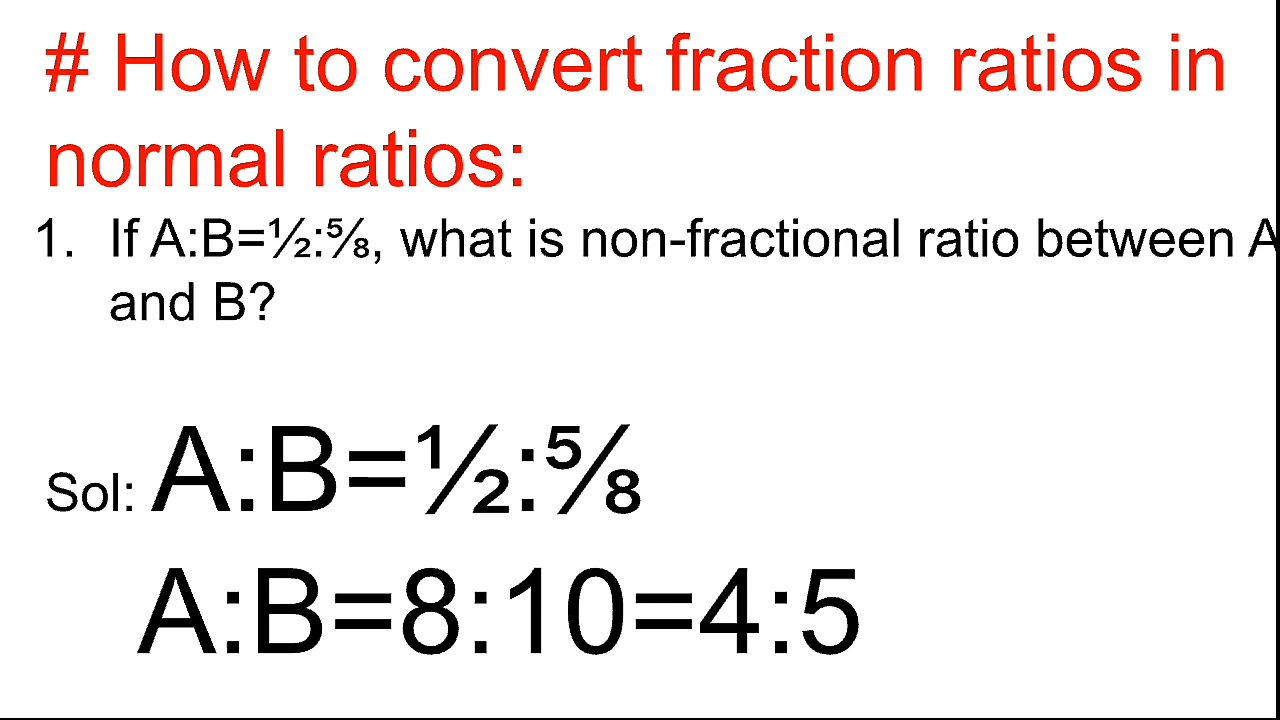 # How to convert fraction ratios in
normal ratios:
1. If A:B=½:⅝, what is non-fractional ratio between A
and B?
Sol: A:B=½:⅝
A:B=8:10=4:5